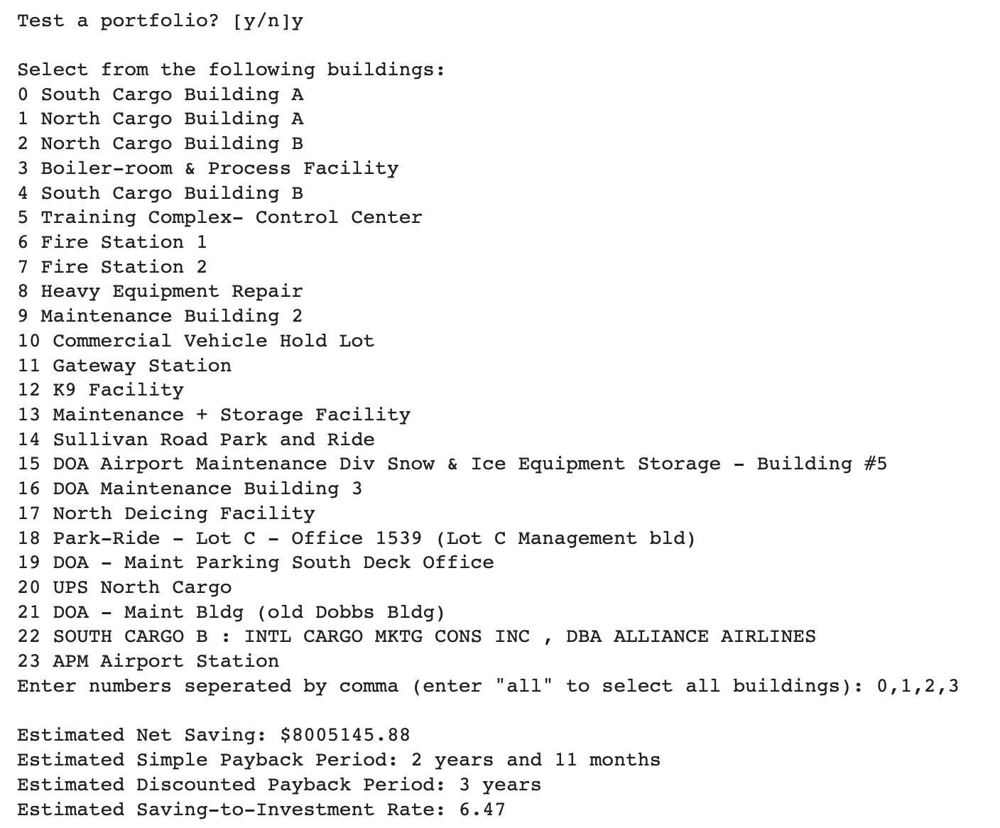 Test a portfolio? [y/n]y
Select from the following buildings:
0 South Cargo Building A
1 North Cargo Building A
2 North Cargo Building B
3 Boiler-room & Process Facility
4 South Cargo Building B
5 Training Complex- Control Center
6 Fire Station 1
7 Fire Station 2
8 Heavy Equipment Repair
9 Maintenance Building 2
10 Commercial Vehicle Hold Lot
11 Gateway Station
12 K9 Facility
13 Maintenance + Storage Facility
14 Sullivan Road Park and Ride
15 DOA Airport Maintenance Div Snow & Ice Equipment Storage - Building #5
16 DOA Maintenance Building 3
17 North Deicing Facility
18 Park-Ride - Lot C - Office 1539 (Lot C Management bld)
19 DOA - Maint Parking South Deck Office
20 UPS North Cargo
21 DOA - Maint Bldg (old Dobbs Bldg)
22 SOUTH CARGO B : INTL CARGO MKTG CONS INC , DBA ALLIANCE AIRLINES
23 APM Airport Station
Enter numbers seperated by comma (enter "all" to select all buildings): 0,1,2,3
Estimated Net Saving: $8005145.88
Estimated Simple Payback Period: 2 years and 11 months
Estimated Discounted Payback Period: 3 years
Estimated Saving-to-Investment Rate: 6.47